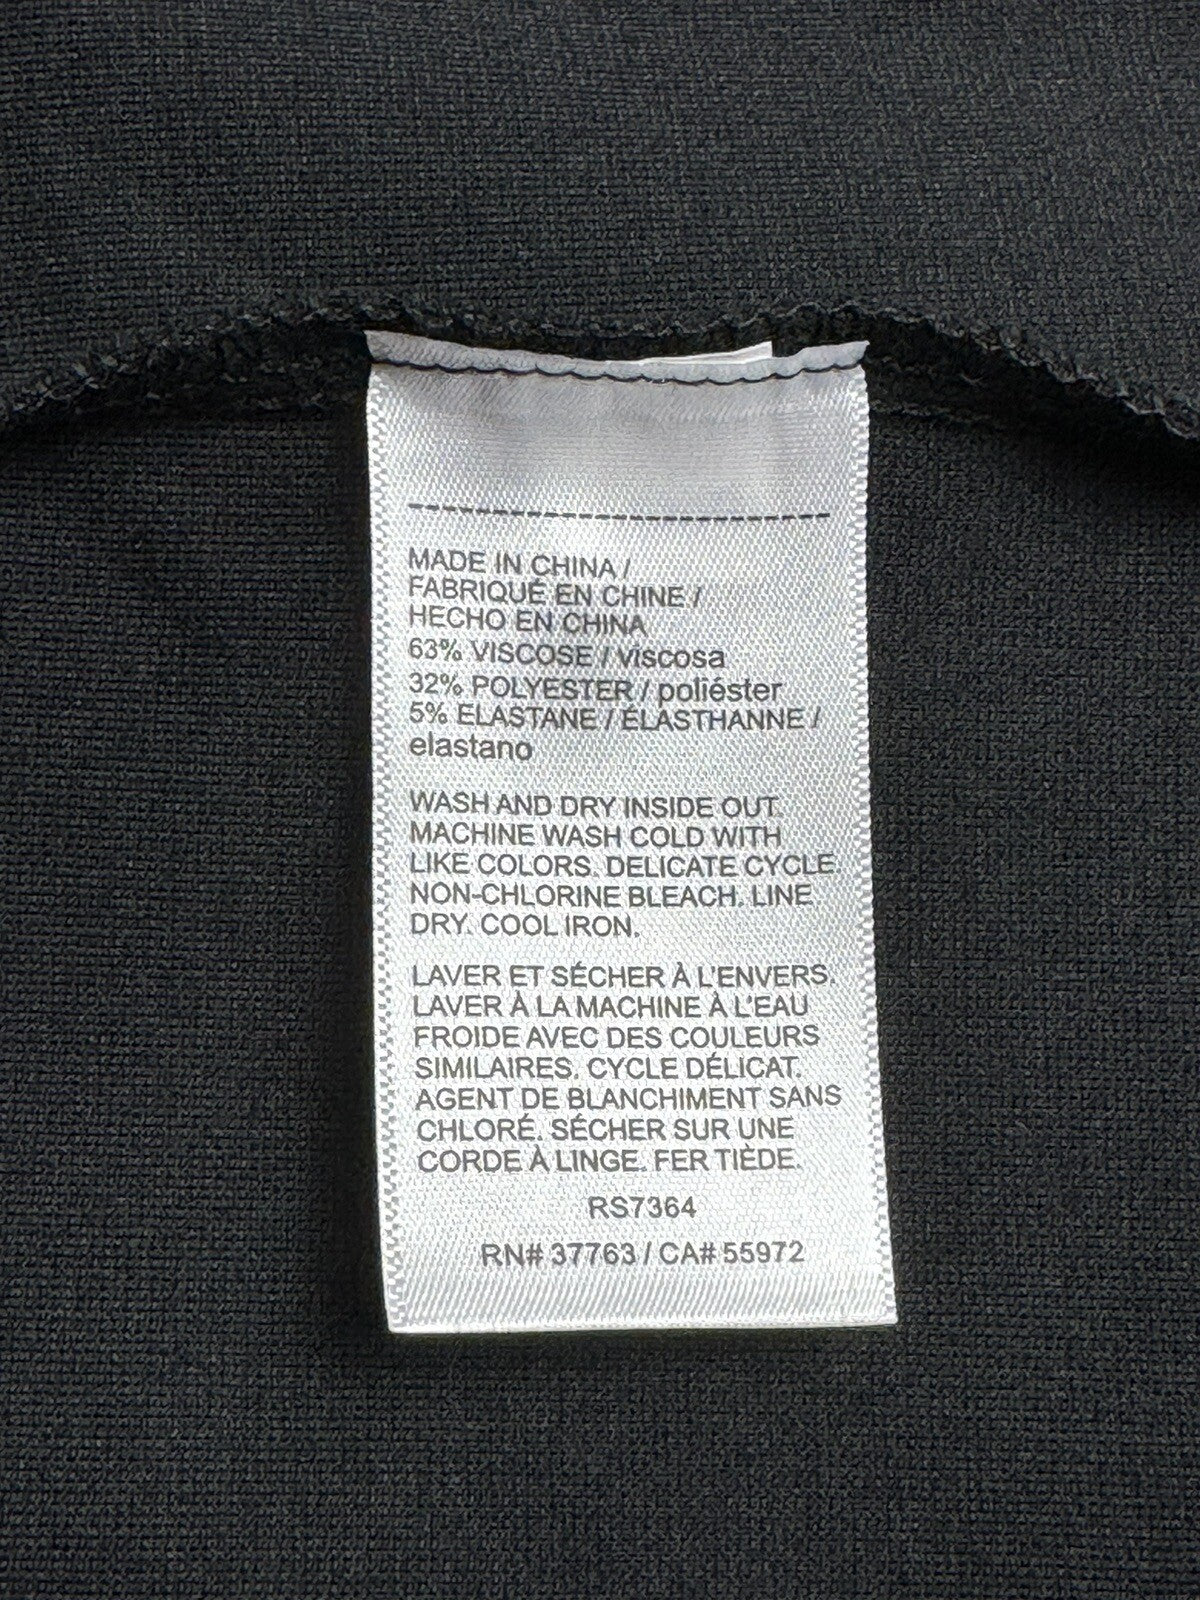 MADE IN CHINA /
FABRIQUÉ EN CHINE /
HECHO EN CHINA
63% VISCOSE / viscosa
32% POLYESTER / poliéster
5% ELASTANE / ÉLASTHANNE /
elastano
WASH AND DRY INSIDE OUT.
MACHINE WASH COLD WITH
LIKE COLORS. DELICATE CYCLE
NON-CHLORINE BLEACH. LINE
DRY. COOL IRON.
LAVER ET SÉCHER À L'ENVERS.
LAVER À LA MACHINE À L'EAU
FROIDE AVEC DES COULEURS
SIMILAIRES. CYCLE DÉLICAT.
AGENT DE BLANCHIMENT SANS
CHLORÉ. SÉCHER SUR UNE
CORDE À LINGE. FER TIÈDE.
RS7364
RN# 37763 / CA# 55972